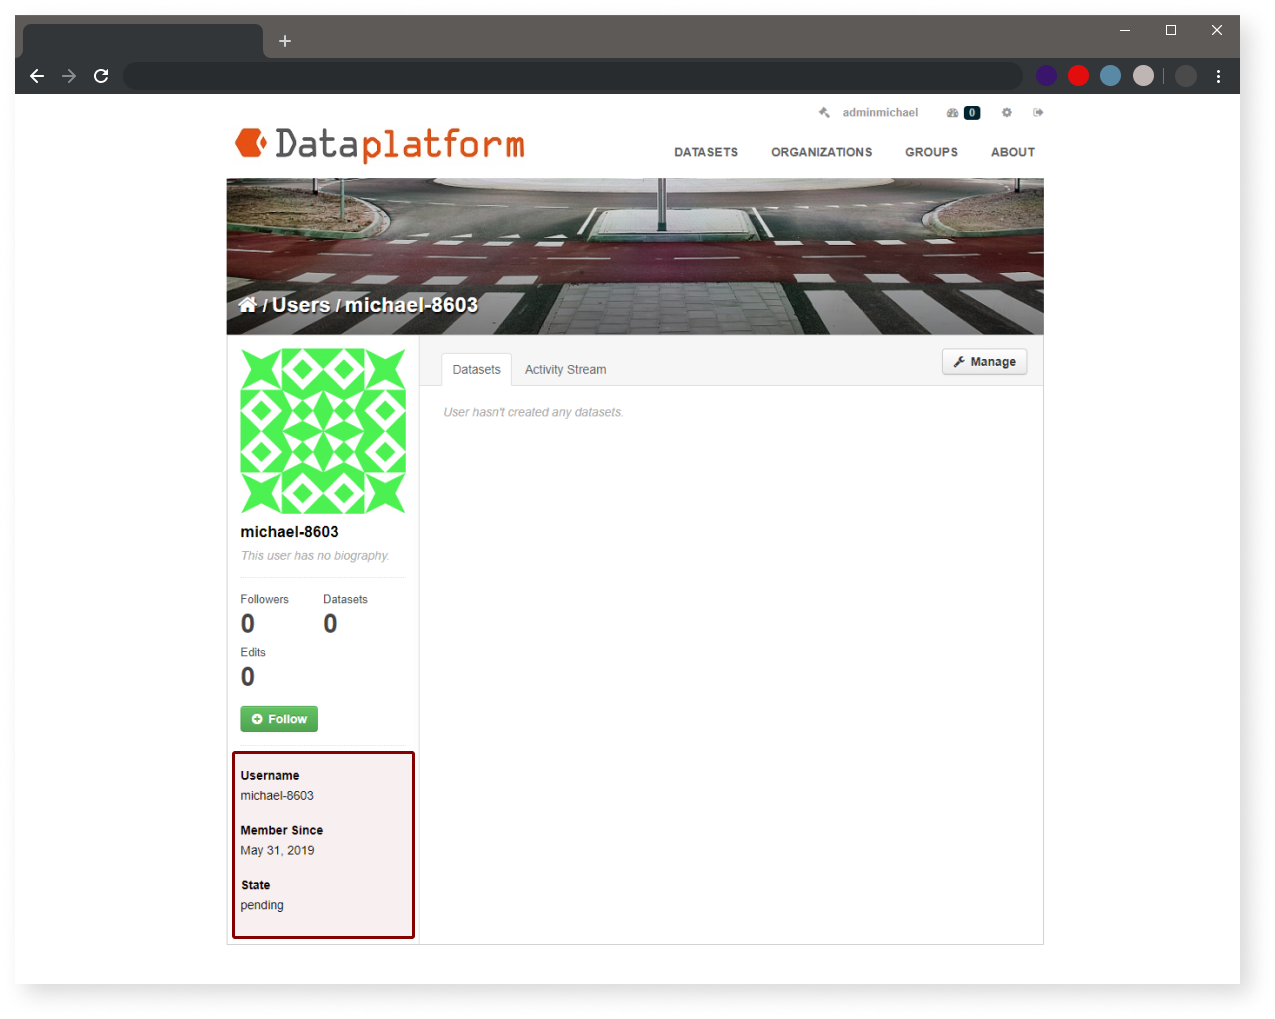 adminmichael 0
Dataplatform
DATASETS ORGANIZATIONS GROUPS ABOUT
/ Users / michael-8603
Datasets Activity Stream Manage
User hasn't created any datasets.
michael-8603
This user has no biography.
Followers Datasets
0 0
Edits
0
Follow
Username
michael-8603
Member Since
May 31, 2019
State
pending